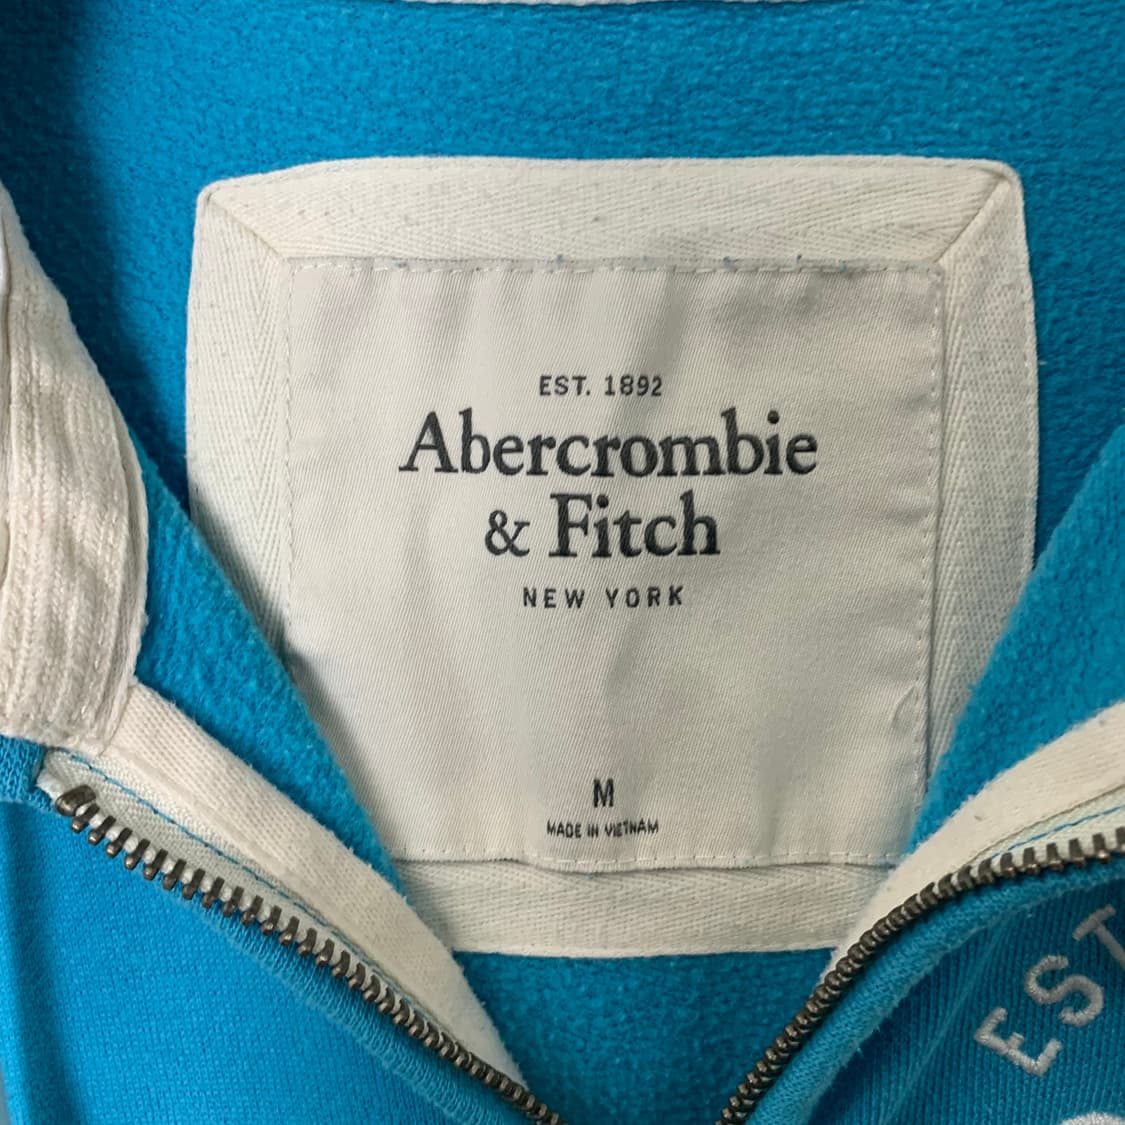 EST. 1892
Abercrombie
& Fitch
NEW YORK
M
MADE IN VIETNAM
EST